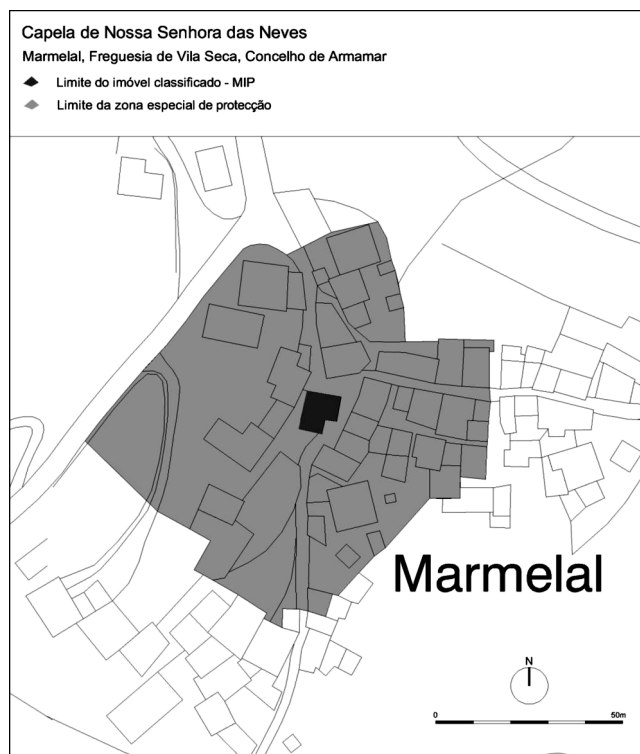 Capela de Nossa Senhora das Neves
Marmelal, Freguesia de Vila Seca, Concelho de Armamar
Limite do imóvel classificado - MIP
Limite da zona especial de protecção
Marmelal
N
0 50m